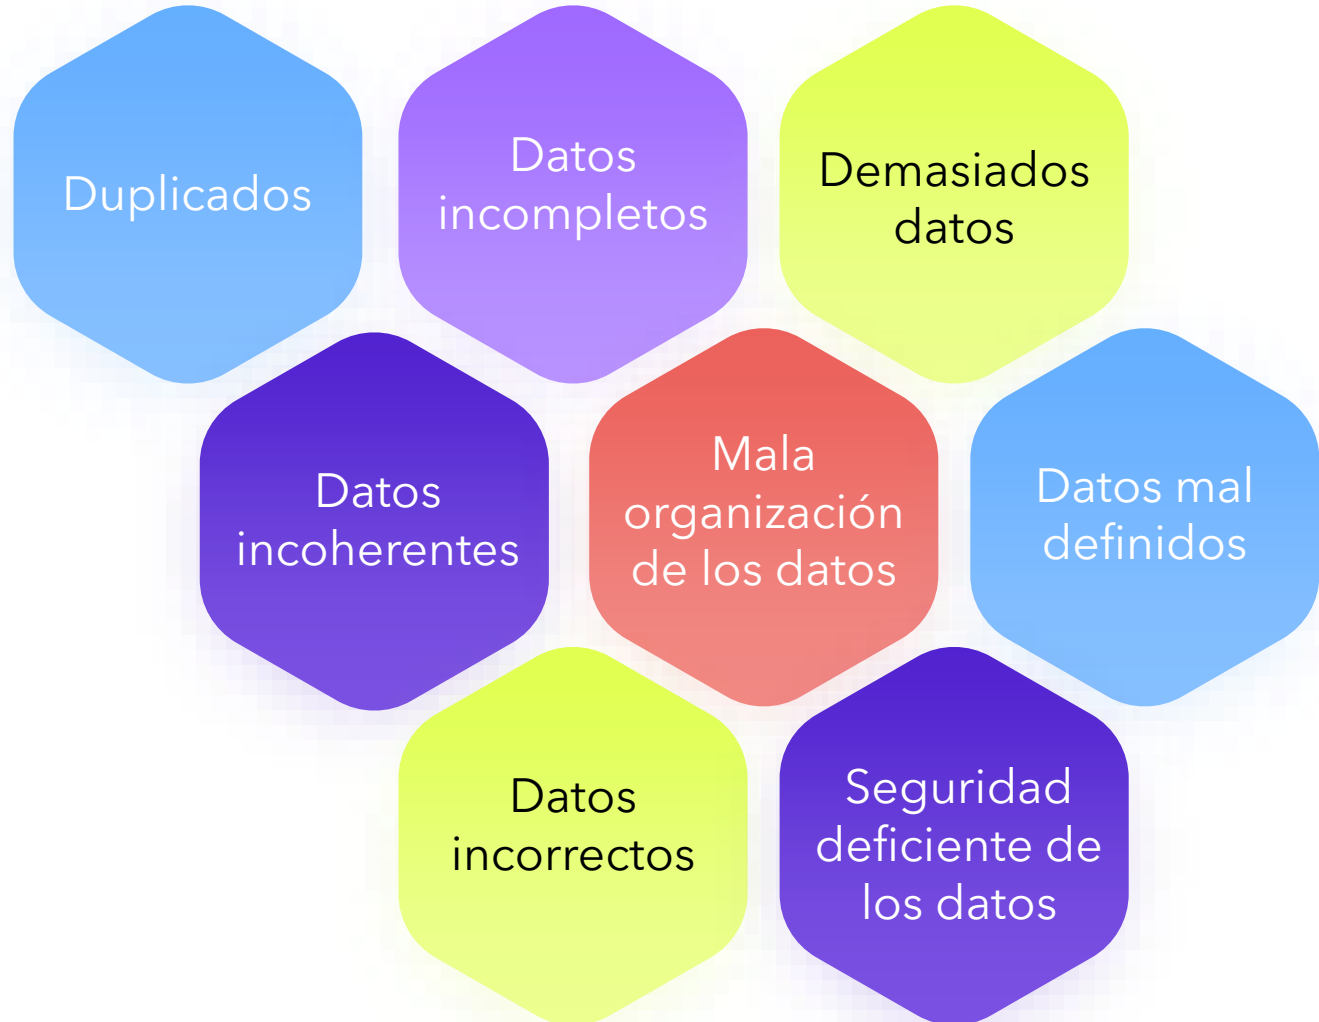 Duplicados
Datos
incompletos
Demasiados
datos
Datos
incoherentes
Mala
organización
de los datos
Datos mal
definidos
Datos
incorrectos
Seguridad
deficiente de
los datos